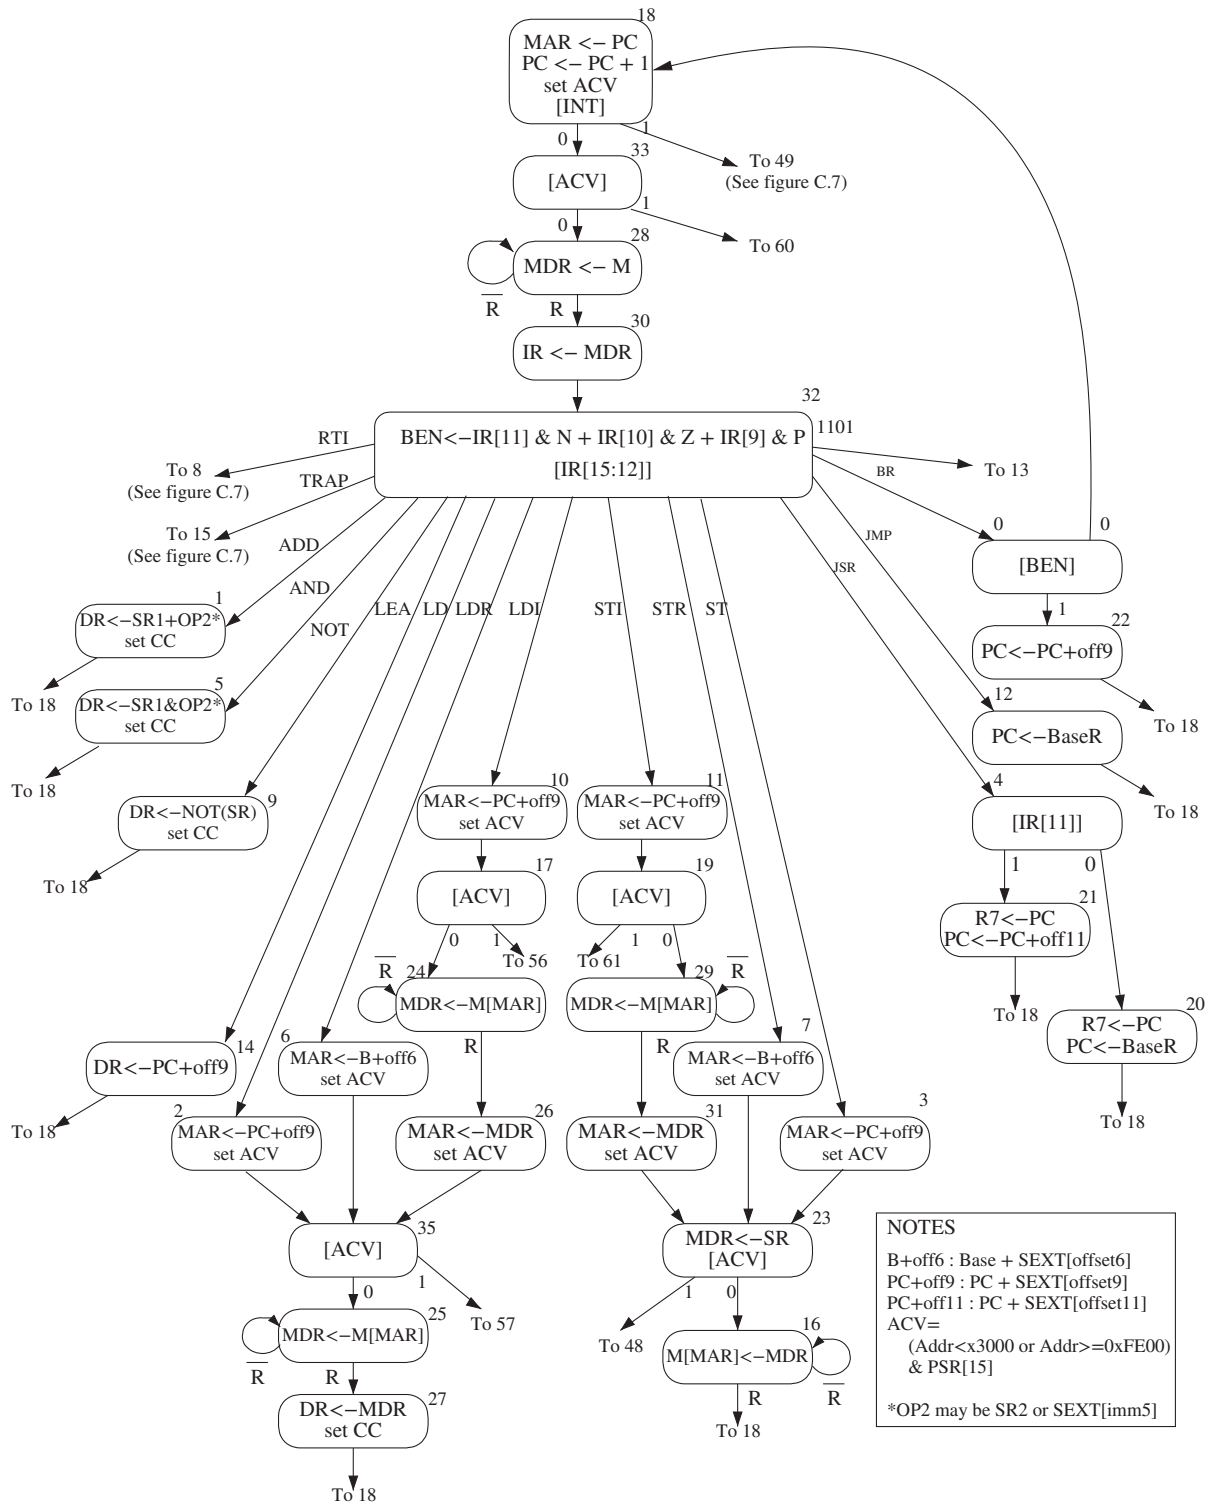 18
MAR <– PC
PC <– PC + 1
set ACV
[INT]
0
1
33
To 49
(See figure C.7)
[ACV]
0
1
28
To 60
MDR <– M
R
R
30
IR <– MDR
32
1101
BEN<–IR[11] & N + IR[10] & Z + IR[9] & P
[IR[15:12]]
RTI
To 8
(See figure C.7)
TRAP
To 15
(See figure C.7)
To 13
BR
0
0
[BEN]
1
22
PC<–PC+off9
To 18
JMP
12
PC<–BaseR
To 18
JSR
4
[IR[11]]
1
0
21
R7<–PC
PC<–PC+off11
To 18
20
R7<–PC
PC<–BaseR
To 18
ADD
1
DR<–SR1+OP2*
set CC
To 18
AND
5
DR<–SR1&OP2*
set CC
To 18
NOT
9
DR<–NOT(SR)
set CC
To 18
LEA
LD
LDR
LDI
STI
STR
ST
10
MAR<–PC+off9
set ACV
17
[ACV]
0
1
To 56
R
24
MDR<–M[MAR]
R
11
MAR<–PC+off9
set ACV
19
[ACV]
1
0
To 61
29
R
MDR<–M[MAR]
R
14
DR<–PC+off9
To 18
6
MAR<–B+off6
set ACV
7
MAR<–B+off6
set ACV
2
MAR<–PC+off9
set ACV
26
MAR<–MDR
set ACV
31
MAR<–MDR
set ACV
3
MAR<–PC+off9
set ACV
35
[ACV]
0
1
To 57
25
MDR<–M[MAR]
R
R
27
DR<–MDR
set CC
To 18
23
MDR<–SR
[ACV]
1
0
To 48
16
M[MAR]<–MDR
R
R
To 18
NOTES
B+off6 : Base + SEXT[offset6]
PC+off9 : PC + SEXT[offset9]
PC+off11 : PC + SEXT[offset11]
ACV=
(Addr<x3000 or Addr>=0xFE00)
& PSR[15]
*OP2 may be SR2 or SEXT[imm5]